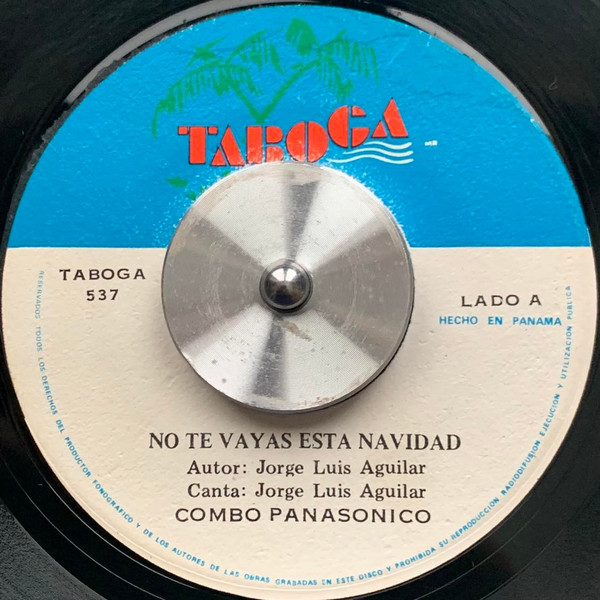 TABOGA
TABOGA
537
LADO A
HECHO EN PANAMA
NO TE VAYAS ESTA NAVIDAD
Autor: Jorge Luis Aguilar
Canta: Jorge Luis Aguilar
COMBO PANASONICO
RESERVADOS TODOS LOS DERECHOS DEL PRODUCTOR FONOGRAFICO Y DE LOS AUTORES DE LAS OBRAS GRABADAS EN ESTE DISCO Y PROHIBIDA SU REPRODUCCION RADIODIFUSION EJECUCION Y UTILIZACION PUBLICA